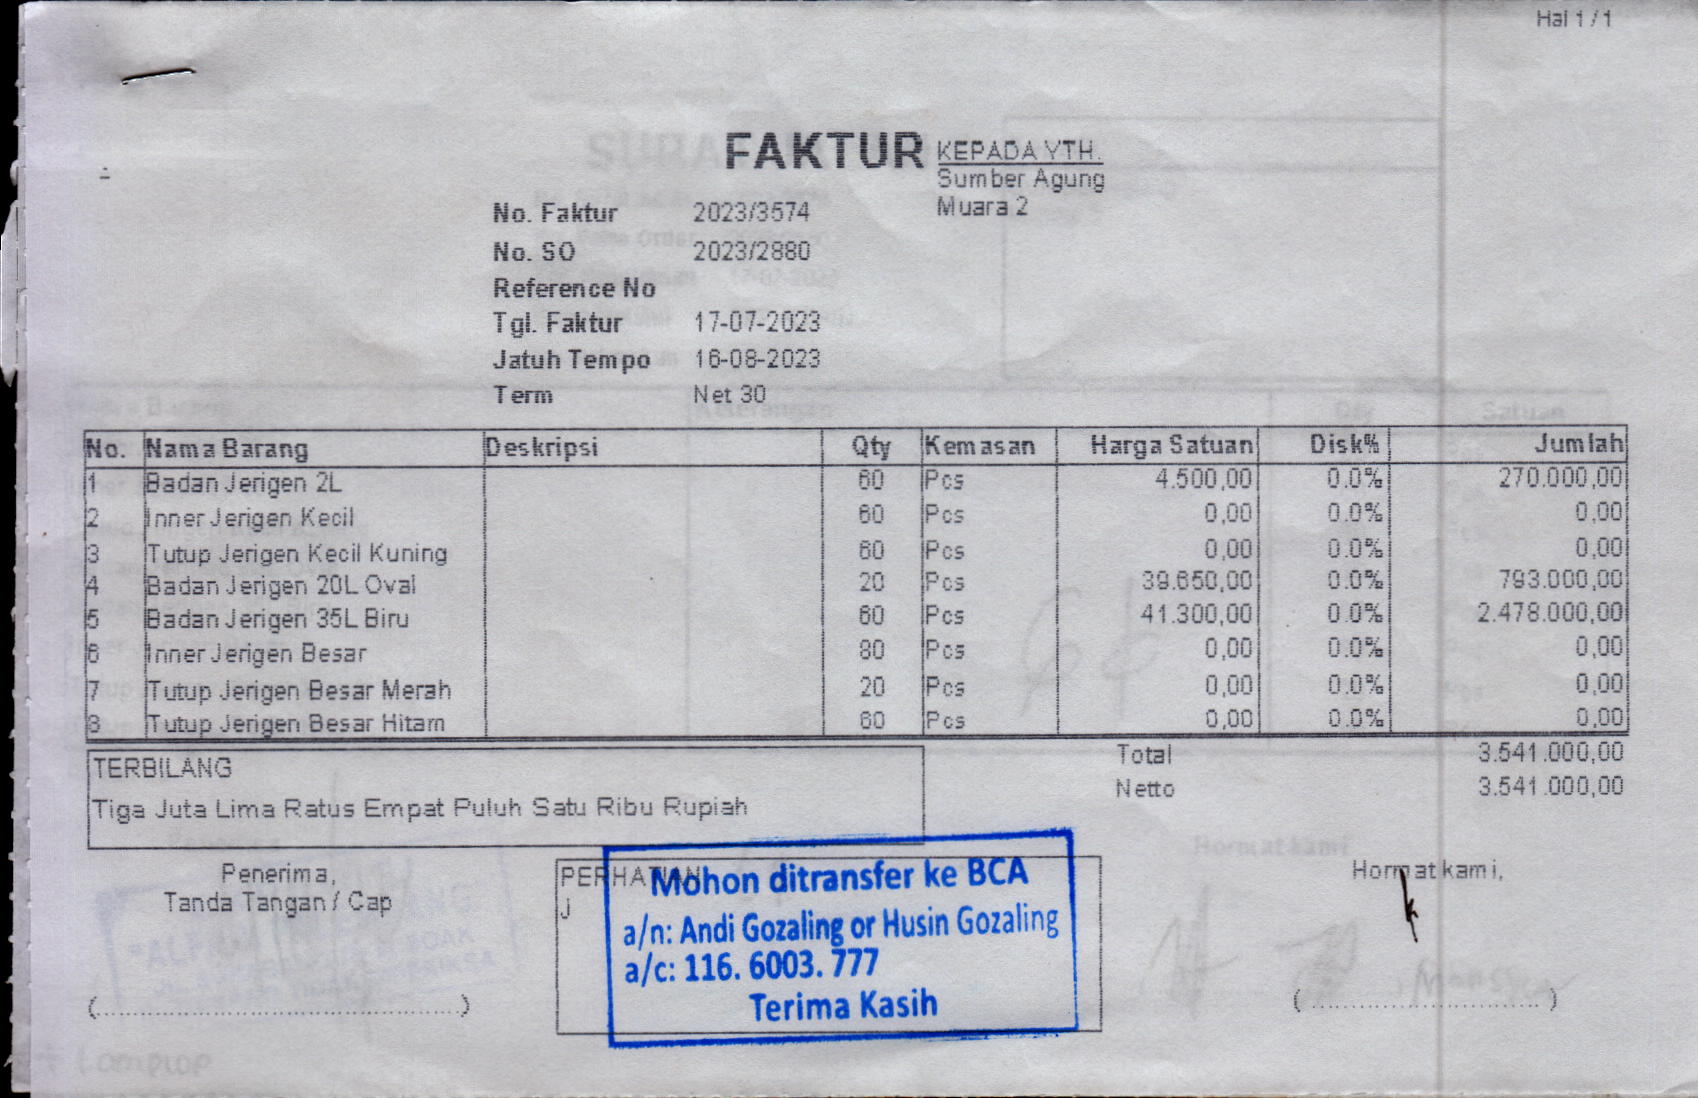 Hal 1 / 1
FAKTUR
KEPADA YTH.
Sumber Agung
Muara 2
No. Faktur 2023/3574
No. SO 2023/2880
Reference No
Tgl. Faktur 17-07-2023
Jatuh Tempo 16-08-2023
Term Net 30
No. Nama Barang Deskripsi Qty Kemasan Harga Satuan Disk% Jumlah
1 Badan Jerigen 2L 60 Pcs 4.500,00 0.0% 270.000,00
2 Inner Jerigen Kecil 60 Pcs 0,00 0.0% 0,00
3 Tutup Jerigen Kecil Kuning 60 Pcs 0,00 0.0% 0,00
4 Badan Jerigen 20L Oval 20 Pcs 39.650,00 0.0% 793.000,00
5 Badan Jerigen 35L Biru 60 Pcs 41.300,00 0.0% 2.478.000,00
6 Inner Jerigen Besar 80 Pcs 0,00 0.0% 0,00
7 Tutup Jerigen Besar Merah 20 Pcs 0,00 0.0% 0,00
8 Tutup Jerigen Besar Hitam 60 Pcs 0,00 0.0% 0,00
Total 3.541.000,00
Netto 3.541.000,00
TERBILANG
Tiga Juta Lima Ratus Empat Puluh Satu Ribu Rupiah
Penerima,
Tanda Tangan / Cap
(..........................................)
PERHATIAN
J
Mohon ditransfer ke BCA
a/n: Andi Gozaling or Husin Gozaling
a/c: 116. 6003. 777
Terima Kasih
Hormat kami,
(..............................)